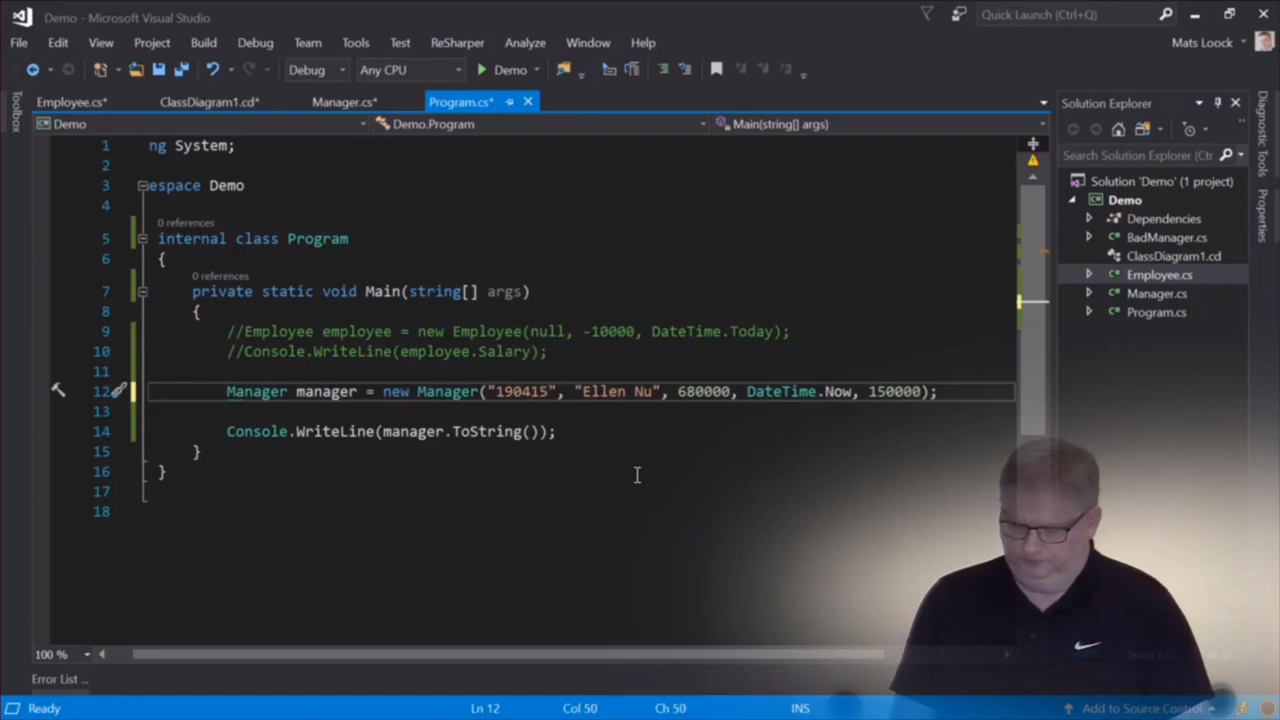 Demo - Microsoft Visual Studio
Quick Launch (Ctrl+Q)
File Edit View Project Build Debug Team Tools Test ReSharper Analyze Window Help
Mats Loock
Debug Any CPU Demo
Toolbox
Employee.cs* ClassDiagram1.cd* Manager.cs* Program.cs*
Demo Demo.Program Main(string[] args)
1 ng System;
2
3 espace Demo
4
0 references
5 internal class Program
6 {
0 references
7 private static void Main(string[] args)
8 {
9 //Employee employee = new Employee(null, -10000, DateTime.Today);
10 //Console.WriteLine(employee.Salary);
11
12 Manager manager = new Manager("190415", "Ellen Nu", 680000, DateTime.Now, 150000);
13
14 Console.WriteLine(manager.ToString());
15 }
16 }
17
18
100 %
Solution Explorer
Search Solution Explorer (Ctrl
Solution 'Demo' (1 project)
Demo
Dependencies
BadManager.cs
ClassDiagram1.cd
Employee.cs
Manager.cs
Program.cs
Diagnostic Tools
Properties
Error List ...
Ready Ln 12 Col 50 Ch 50 INS Add to Source Control